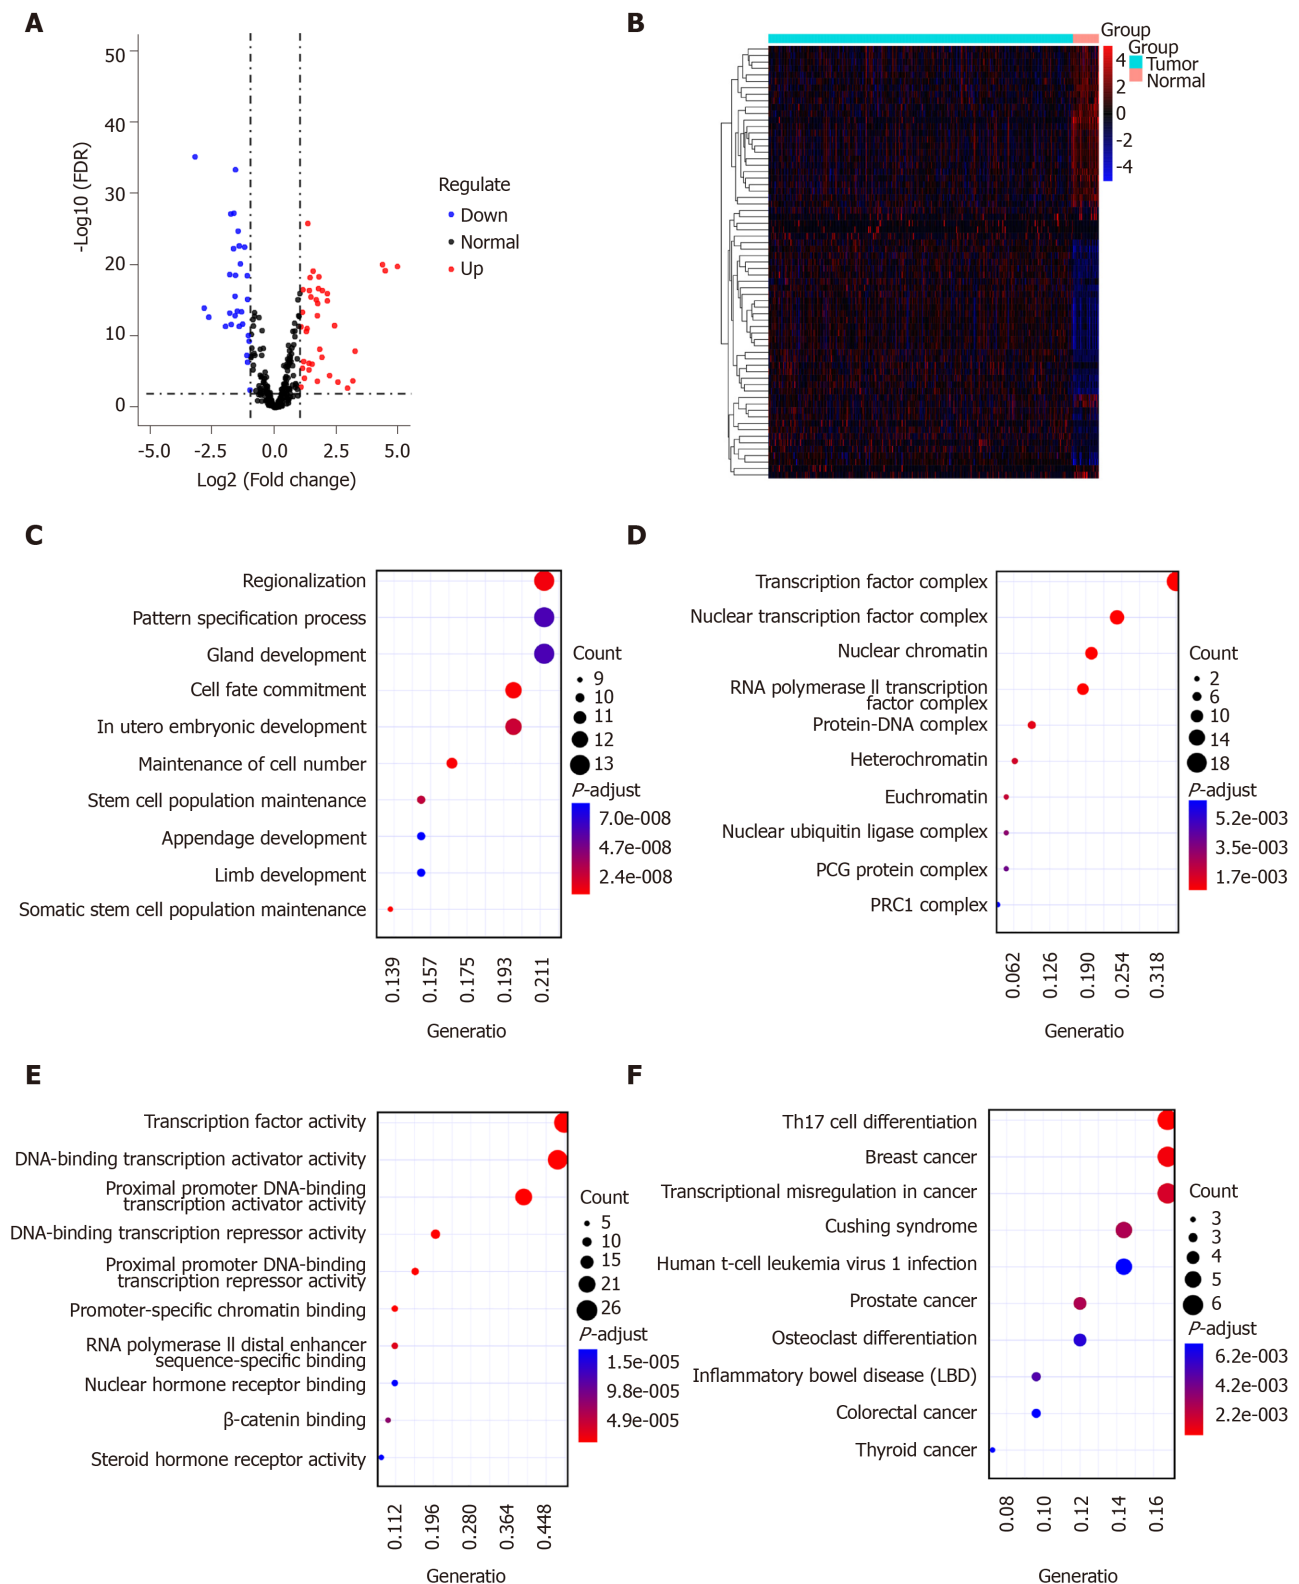 A
50
40
30
20
10
0
-Log10 (FDR)
-5.0
-2.5
0.0
2.5
5.0
Log2 (Fold change)
Regulate
Down
Normal
Up
B
Group
4
2
0
-2
-4
Group
Tumor
Normal
C
Regionalization
Pattern specification process
Gland development
Cell fate commitment
In utero embryonic development
Maintenance of cell number
Stem cell population maintenance
Appendage development
Limb development
Somatic stem cell population maintenance
0.139
0.157
0.175
0.193
0.211
Generatio
Count
9
10
11
12
13
P-adjust
7.0e-008
4.7e-008
2.4e-008
D
Transcription factor complex
Nuclear transcription factor complex
Nuclear chromatin
RNA polymerase ll transcription
factor complex
Protein-DNA complex
Heterochromatin
Euchromatin
Nuclear ubiquitin ligase complex
PCG protein complex
PRC1 complex
0.062
0.126
0.190
0.254
0.318
Generatio
Count
2
6
10
14
18
P-adjust
5.2e-003
3.5e-003
1.7e-003
E
Transcription factor activity
DNA-binding transcription activator activity
Proximal promoter DNA-binding
transcription activator activity
DNA-binding transcription repressor activity
Proximal promoter DNA-binding
transcription repressor activity
Promoter-specific chromatin binding
RNA polymerase ll distal enhancer
sequence-specific binding
Nuclear hormone receptor binding
β-catenin binding
Steroid hormone receptor activity
0.112
0.196
0.280
0.364
0.448
Generatio
Count
5
10
15
21
26
P-adjust
1.5e-005
9.8e-005
4.9e-005
F
Th17 cell differentiation
Breast cancer
Transcriptional misregulation in cancer
Cushing syndrome
Human t-cell leukemia virus 1 infection
Prostate cancer
Osteoclast differentiation
Inflammatory bowel disease (LBD)
Colorectal cancer
Thyroid cancer
0.08
0.10
0.12
0.14
0.16
Generatio
Count
3
3
4
5
6
P-adjust
6.2e-003
4.2e-003
2.2e-003